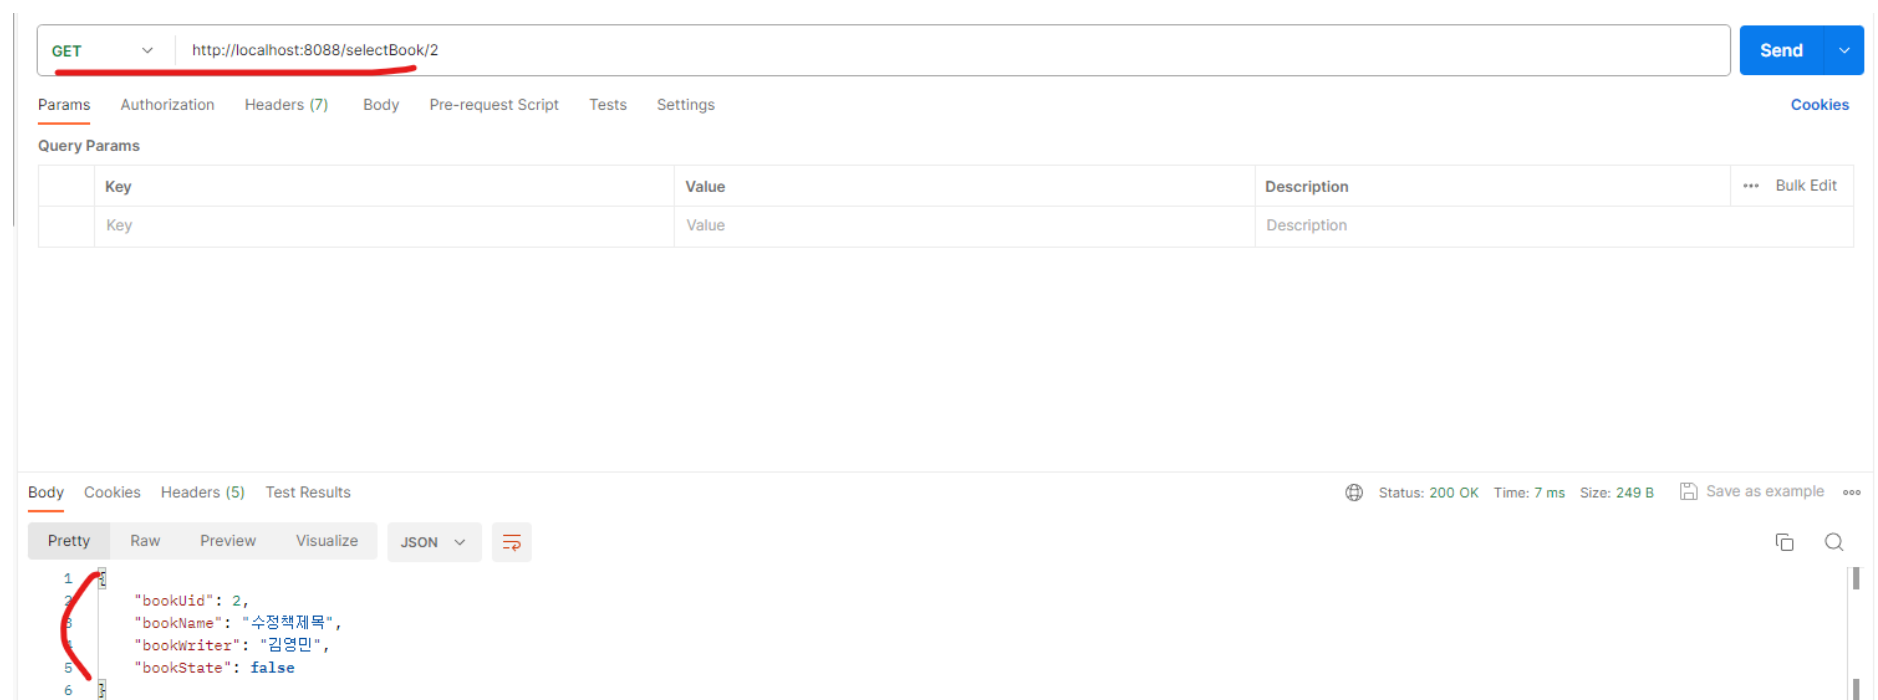 GET http://localhost:8088/selectBook/2 Send
Params Authorization Headers (7) Body Pre-request Script Tests Settings Cookies
Query Params
Key Value Description ••• Bulk Edit
Key Value Description
Body Cookies Headers (5) Test Results Status: 200 OK Time: 7 ms Size: 249 B Save as example
Pretty Raw Preview Visualize JSON
1 {
2 "bookUid": 2,
3 "bookName": "수정책제목",
4 "bookWriter": "김영민",
5 "bookState": false
6 }